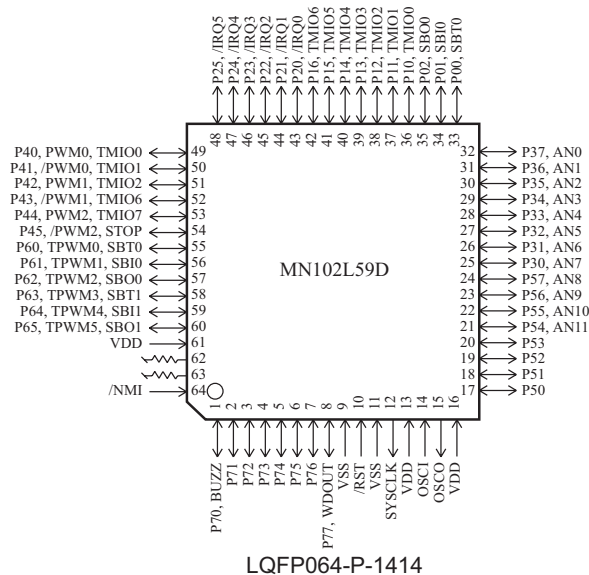 P25, /IRQ5
P24, /IRQ4
P23, /IRQ3
P22, /IRQ2
P21, /IRQ1
P20, /IRQ0
P16, TMIO6
P15, TMIO5
P14, TMIO4
P13, TMIO3
P12, TMIO2
P11, TMIO1
P10, TMIO0
P02, SBO0
P01, SBI0
P00, SBT0
48
47
46
45
44
43
42
41
40
39
38
37
36
35
34
33
P40, PWM0, TMIO0 49
P41, /PWM0, TMIO1 50
P42, PWM1, TMIO2 51
P43, /PWM1, TMIO6 52
P44, PWM2, TMIO7 53
P45, /PWM2, STOP 54
P60, TPWM0, SBT0 55
P61, TPWM1, SBI0 56
P62, TPWM2, SBO0 57
P63, TPWM3, SBT1 58
P64, TPWM4, SBI1 59
P65, TPWM5, SBO1 60
VDD 61
62
63
/NMI 64
MN102L59D
32 P37, AN0
31 P36, AN1
30 P35, AN2
29 P34, AN3
28 P33, AN4
27 P32, AN5
26 P31, AN6
25 P30, AN7
24 P57, AN8
23 P56, AN9
22 P55, AN10
21 P54, AN11
20 P53
19 P52
18 P51
17 P50
1
2
3
4
5
6
7
8
9
10
11
12
13
14
15
16
P70, BUZZ
P71
P72
P73
P74
P75
P76
P77, WDOUT
VSS
/RST
VSS
SYSCLK
VDD
OSCI
OSCO
VDD
LQFP064-P-1414